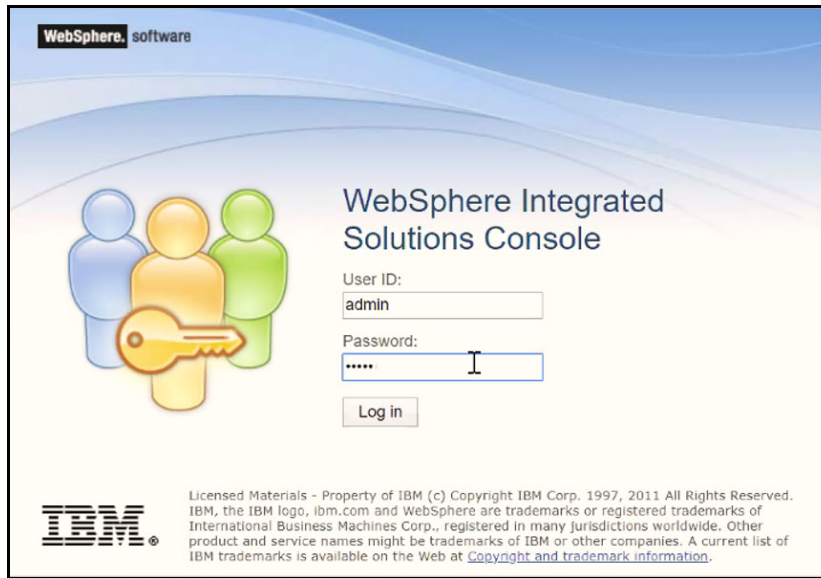 WebSphere. software
WebSphere Integrated
Solutions Console
User ID:
admin
Password:
•••••
Log in
Licensed Materials - Property of IBM (c) Copyright IBM Corp. 1997, 2011 All Rights Reserved.
IBM, the IBM logo, ibm.com and WebSphere are trademarks or registered trademarks of
International Business Machines Corp., registered in many jurisdictions worldwide. Other
product and service names might be trademarks of IBM or other companies. A current list of
IBM trademarks is available on the Web at Copyright and trademark information.
IBM®